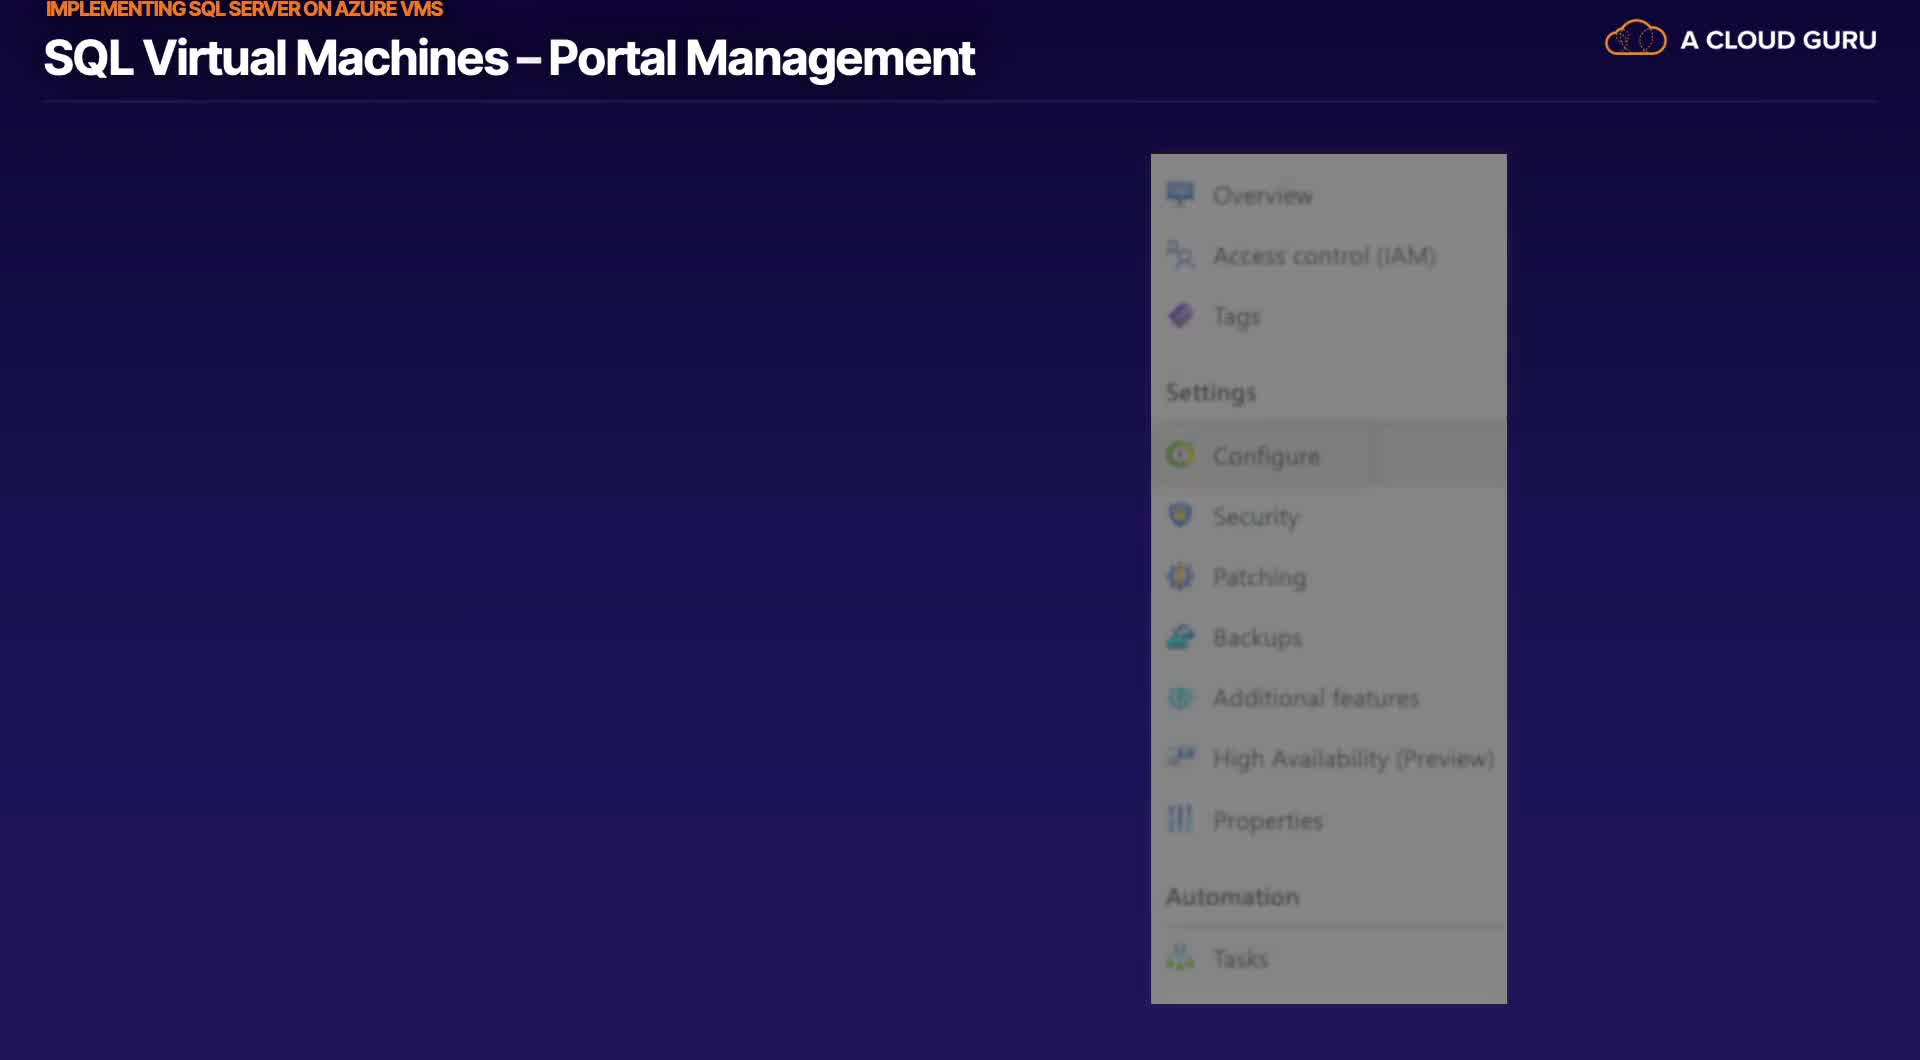 IMPLEMENTING SQL SERVER ON AZURE VMS
SQL Virtual Machines – Portal Management
A CLOUD GURU
Overview
Access control (IAM)
Tags
Settings
Configure
Security
Patching
Backups
Additional features
High Availability (Preview)
Properties
Automation
Tasks